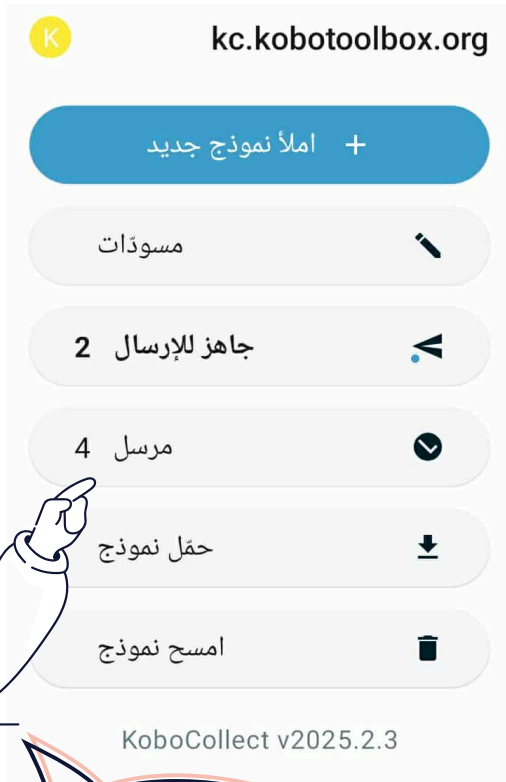 K kc.kobotoolbox.org
+ املأ نموذج جديد
مسودّات
جاهز للإرسال 2
مرسل 4
حمّل نموذج
امسح نموذج
KoboCollect v2025.2.3